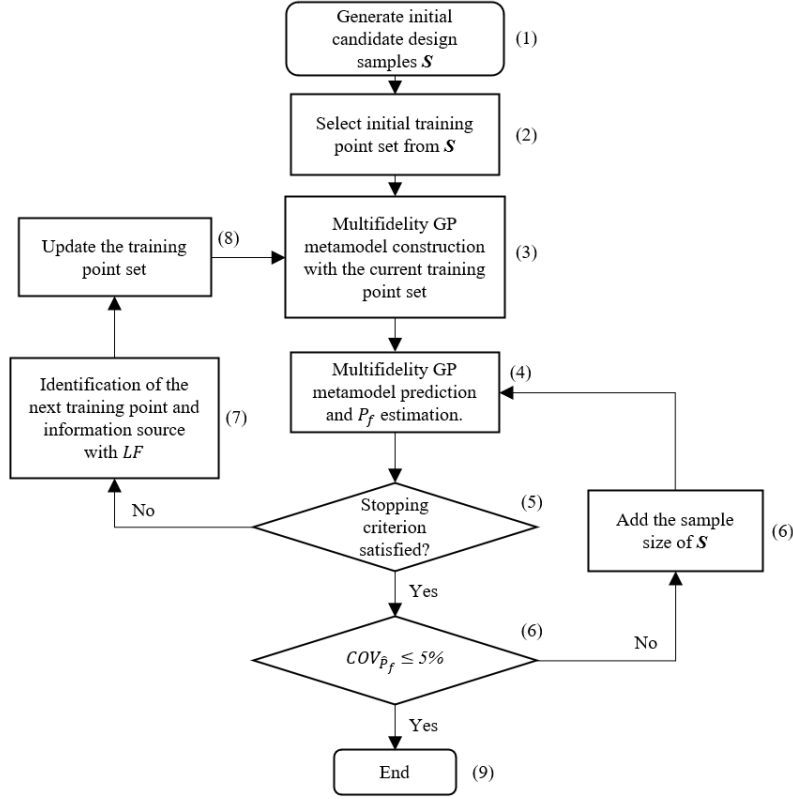 Generate initial
candidate design
samples S
(1)
Select initial training
point set from S
(2)
Multifidelity GP
metamodel construction
with the current training
point set
(3)
Update the training
point set
(8)
Multifidelity GP
metamodel prediction
and P_f estimation.
(4)
Identification of the
next training point and
information source
with LF
(7)
Stopping
criterion
satisfied?
(5)
No
Add the sample
size of S
(6)
Yes
COV_P̂_f ≤ 5%
(6)
No
Yes
End
(9)